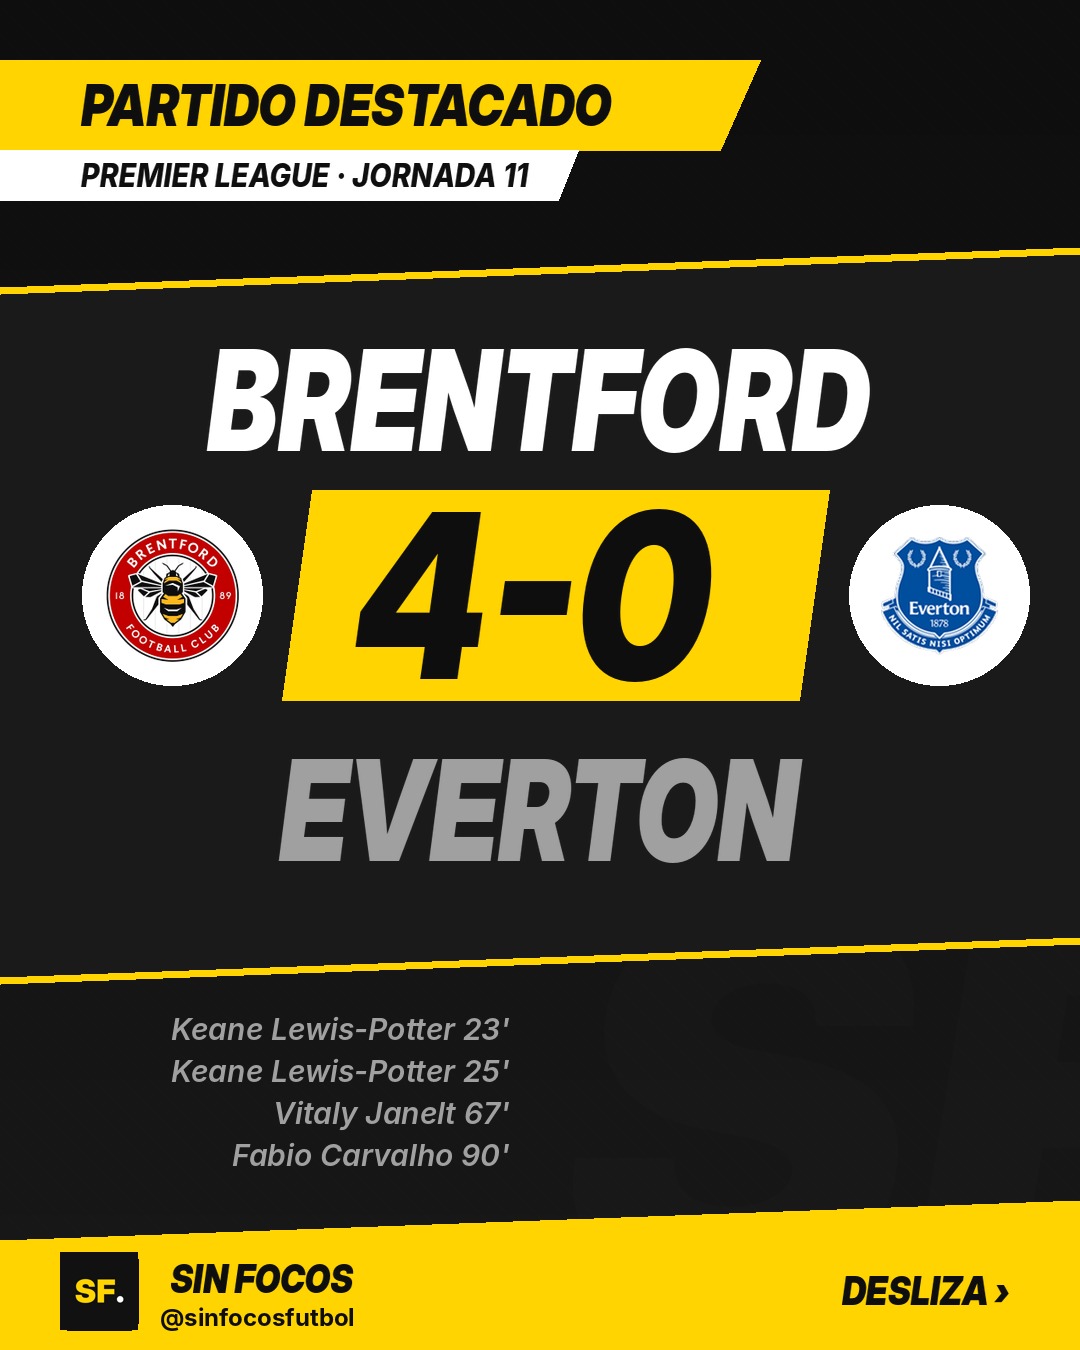 PARTIDO DESTACADO
PREMIER LEAGUE · JORNADA 11
BRENTFORD
BRENTFORD
18 89
FOOTBALL CLUB
4-0
Everton
1878
NIL SATIS NISI OPTIMUM
EVERTON
Keane Lewis-Potter 23'
Keane Lewis-Potter 25'
Vitaly Janelt 67'
Fabio Carvalho 90'
SF
SF.
SIN FOCOS
@sinfocosfutbol
DESLIZA ›